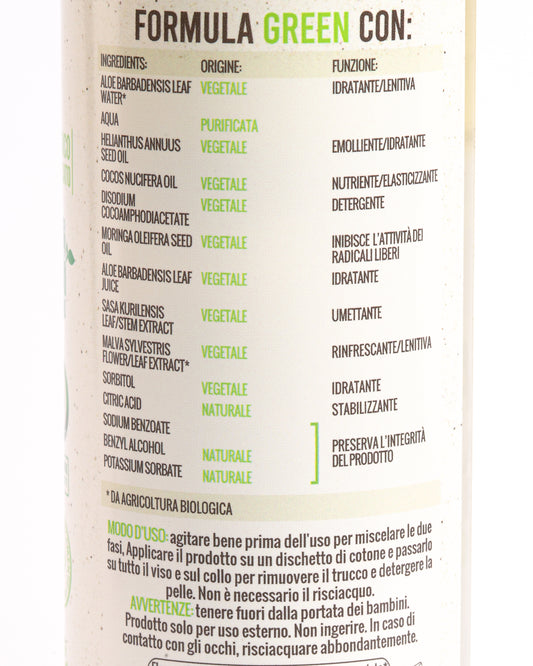 FORMULA GREEN CON:
INGREDIENTS: ORIGINE: FUNZIONE:
ALOE BARBADENSIS LEAF
WATER* VEGETALE IDRATANTE/LENITIVA
AQUA PURIFICATA
HELIANTHUS ANNUUS
SEED OIL VEGETALE EMOLLIENTE/IDRATANTE
COCOS NUCIFERA OIL VEGETALE NUTRIENTE/ELASTICIZZANTE
DISODIUM
COCOAMPHODIACETATE VEGETALE DETERGENTE
MORINGA OLEIFERA SEED
OIL VEGETALE INIBISCE L'ATTIVITÀ DEI
RADICALI LIBERI
ALOE BARBADENSIS LEAF
JUICE VEGETALE IDRATANTE
SASA KURILENSIS
LEAF/STEM EXTRACT VEGETALE UMETTANTE
MALVA SYLVESTRIS
FLOWER/LEAF EXTRACT* VEGETALE RINFRESCANTE/LENITIVA
SORBITOL VEGETALE IDRATANTE
CITRIC ACID NATURALE STABILIZZANTE
SODIUM BENZOATE
BENZYL ALCOHOL NATURALE PRESERVA L'INTEGRITÀ
DEL PRODOTTO
POTASSIUM SORBATE NATURALE
* DA AGRICOLTURA BIOLOGICA
MODO D'USO: agitare bene prima dell'uso per miscelare le due
fasi, Applicare il prodotto su un dischetto di cotone e passarlo
su tutto il viso e sul collo per rimuovere il trucco e detergere la
pelle. Non è necessario il risciacquo.
AVVERTENZE: tenere fuori dalla portata dei bambini.
Prodotto solo per uso esterno. Non ingerire. In caso di
contatto con gli occhi, risciacquare abbondantemente.